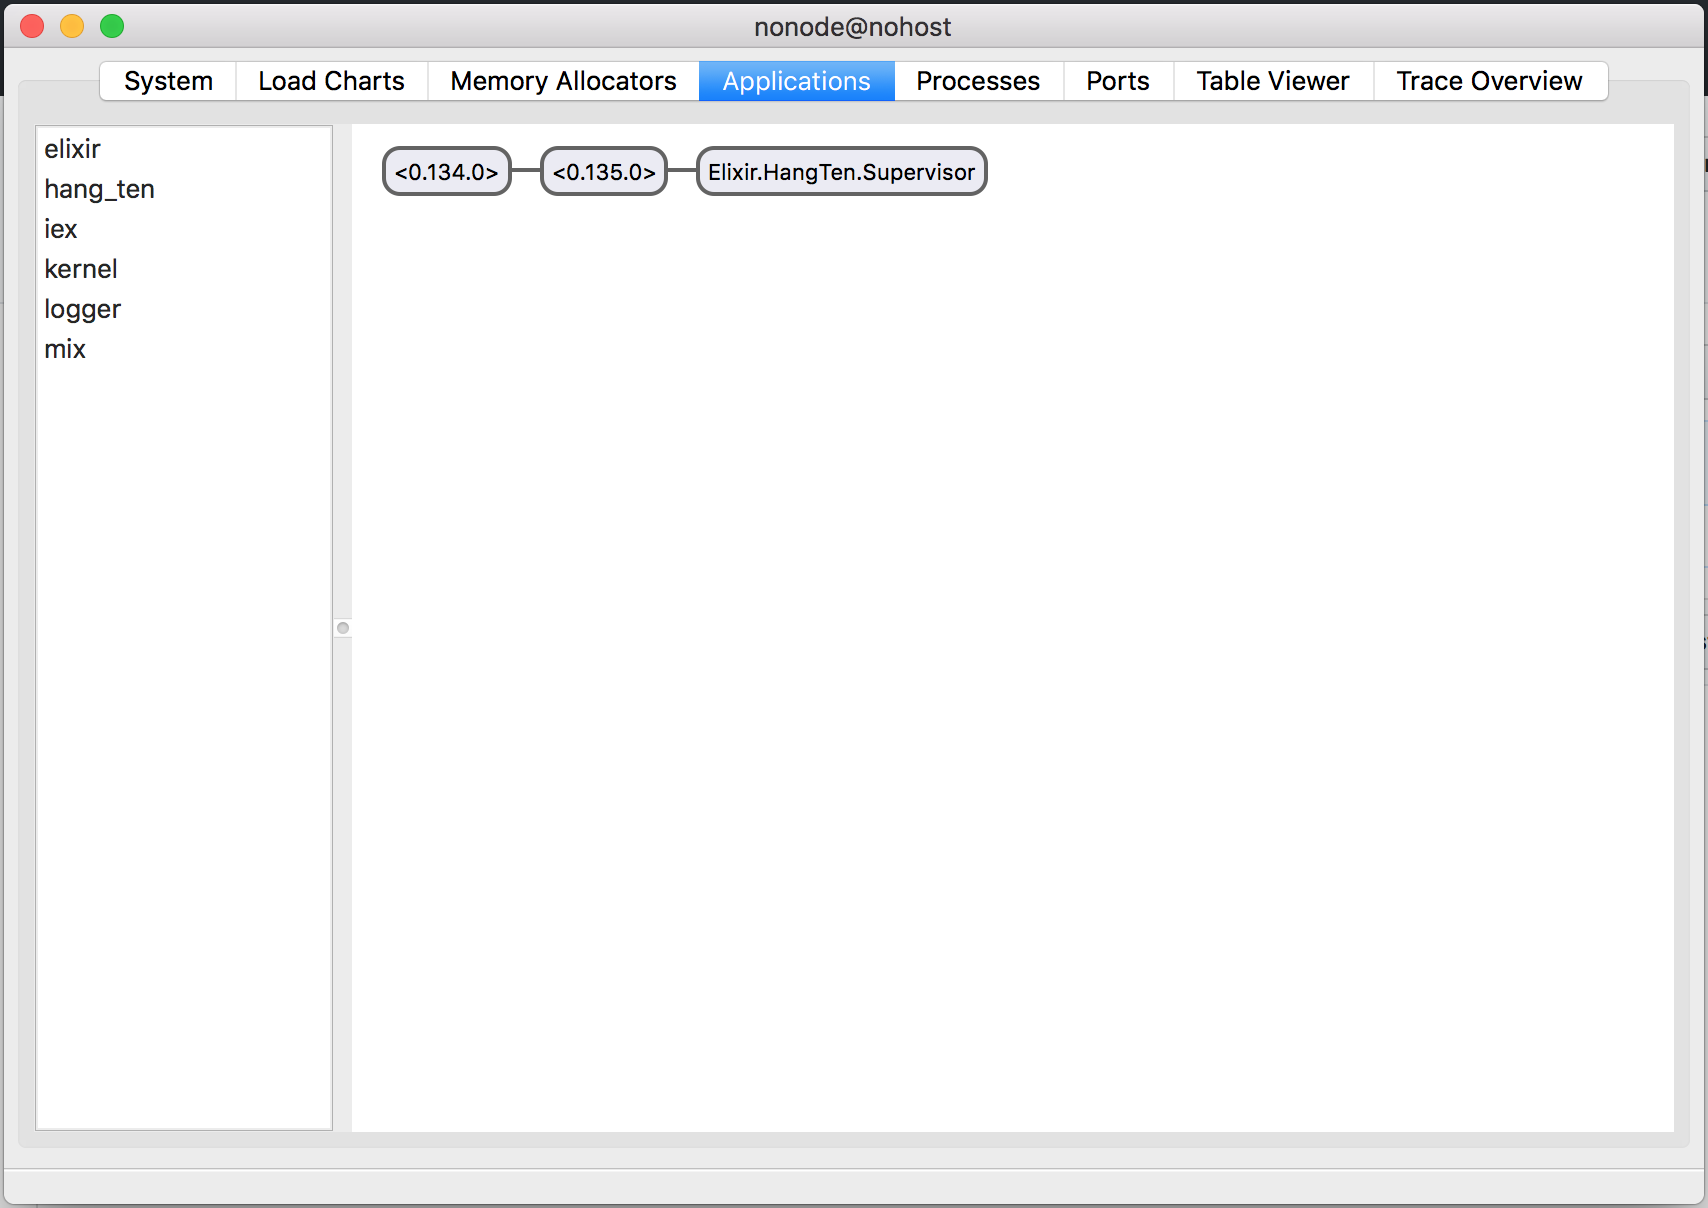 nonode@nohost
System Load Charts Memory Allocators Applications Processes Ports Table Viewer Trace Overview
elixir
hang_ten
iex
kernel
logger
mix
<0.134.0> <0.135.0> Elixir.HangTen.Supervisor